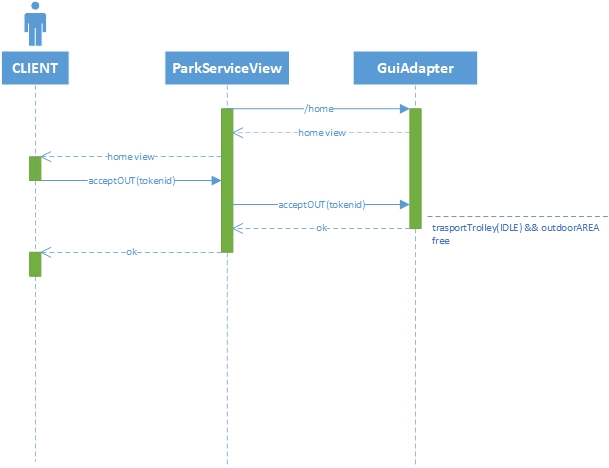 CLIENT
ParkServiceView
GuiAdapter
/home
home view
home view
acceptOUT(tokenid)
acceptOUT(tokenid)
ok
trasportTrolley(IDLE) && outdoorAREA
free
ok